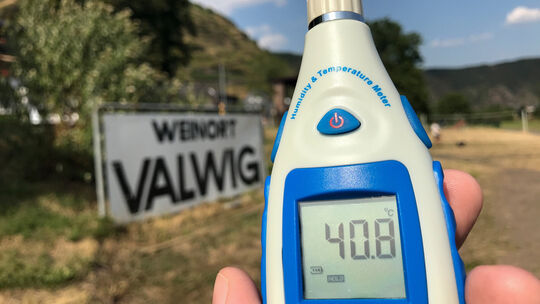 WEINORT
VALWIG
Humidity & Temperature Meter
°C
40.8